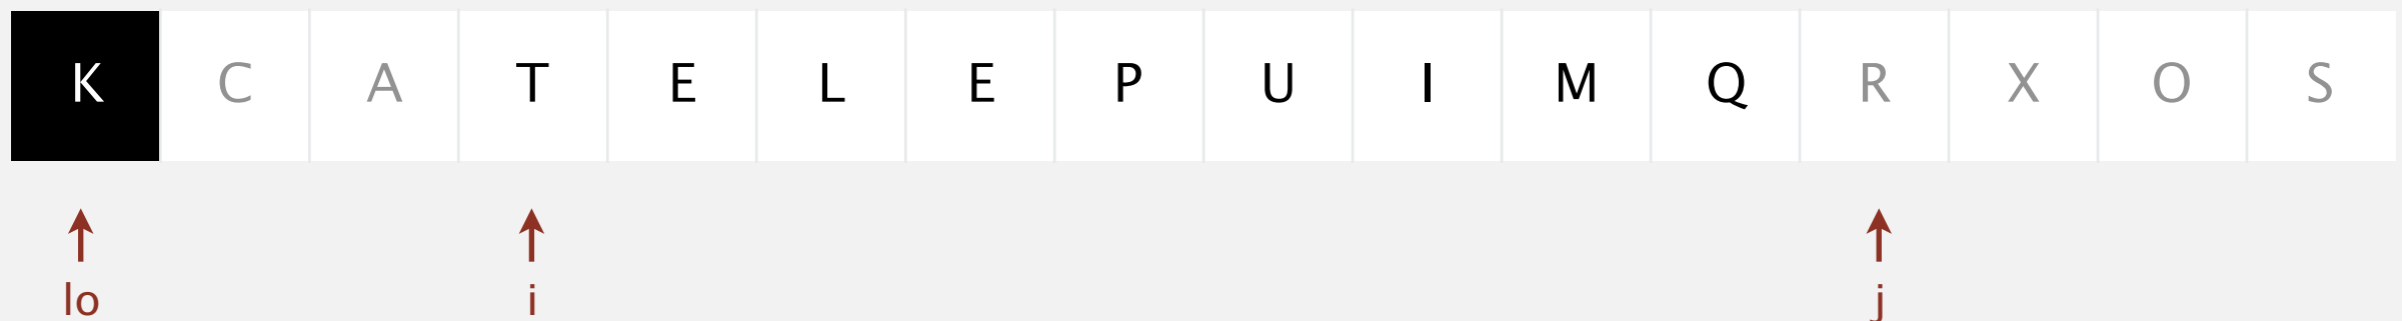 K C A T E L E P U I M Q R X O S
lo i j